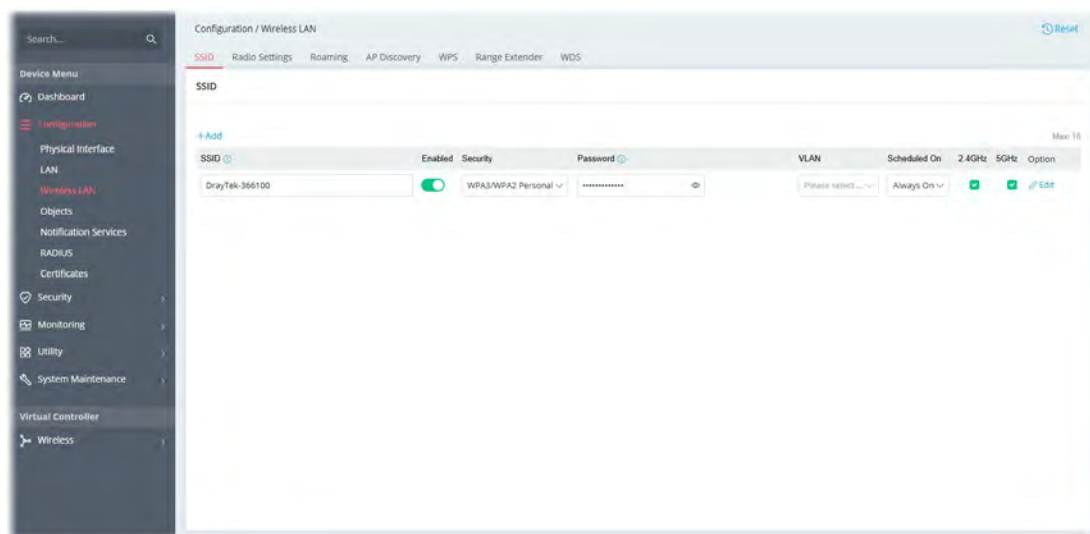 Search...
Device Menu
Dashboard
Configuration
Physical Interface
LAN
Wireless LAN
Objects
Notification Services
RADIUS
Certificates
Security
Monitoring
Utility
System Maintenance
Virtual Controller
Wireless
Configuration / Wireless LAN
Reset
SSID Radio Settings Roaming AP Discovery WPS Range Extender WDS
SSID
+Add
Max: 16
SSID Enabled Security Password VLAN Scheduled On 2.4GHz 5GHz Option
DrayTek-366100 WPA3/WPA2 Personal ••••••••••••• Please select ... Always On Edit